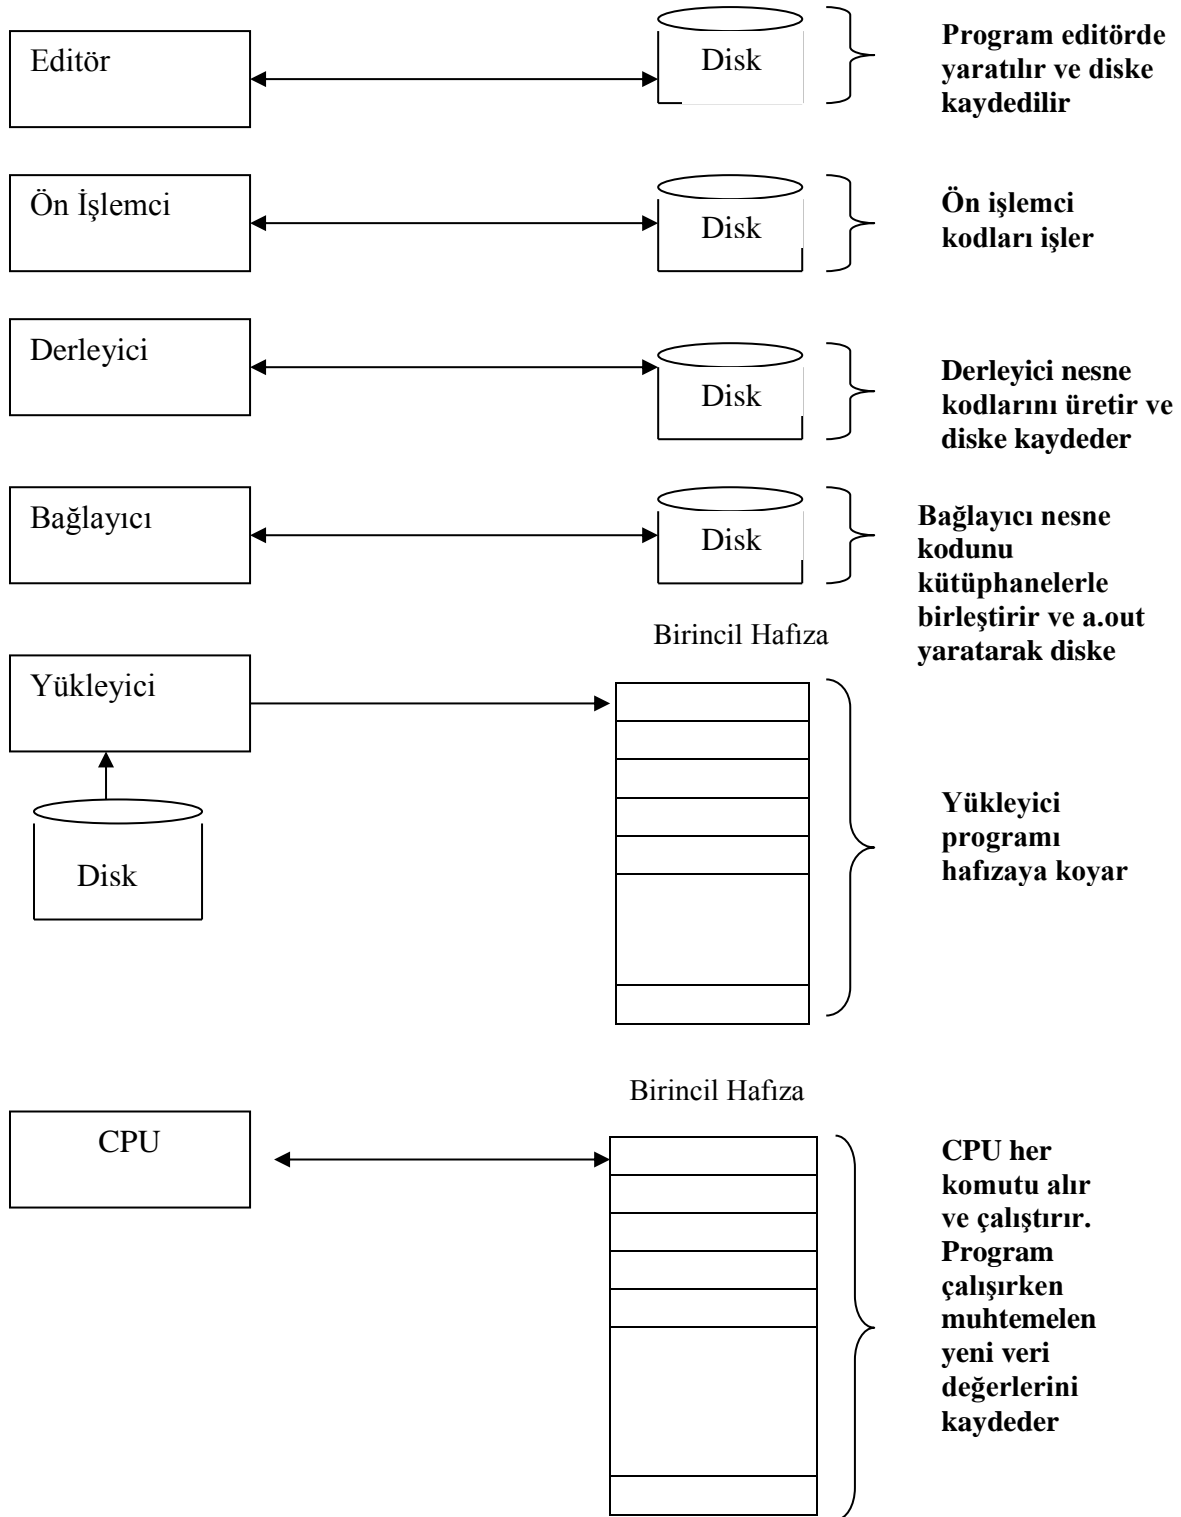 Editör
Disk
Program editörde
yaratılır ve diske
kaydedilir
Ön İşlemci
Disk
Ön işlemci
kodları işler
Derleyici
Disk
Derleyici nesne
kodlarını üretir ve
diske kaydeder
Bağlayıcı
Disk
Bağlayıcı nesne
kodunu
kütüphanelerle
birleştirir ve a.out
yaratarak diske
Birincil Hafıza
Yükleyici
Disk
Yükleyici
programı
hafızaya koyar
Birincil Hafıza
CPU
CPU her
komutu alır
ve çalıştırır.
Program
çalışırken
muhtemelen
yeni veri
değerlerini
kaydeder